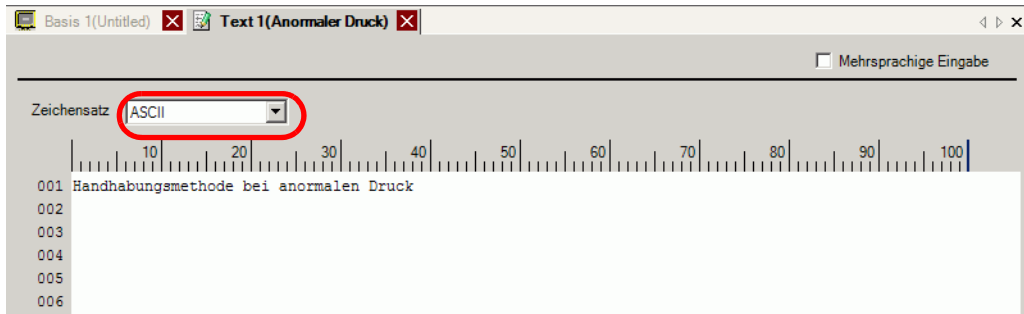 Basis 1(Untitled) Text 1(Anormaler Druck)
Mehrsprachige Eingabe
Zeichensatz ASCII
10 20 30 40 50 60 70 80 90 100
001 Handhabungsmethode bei anormalen Druck
002
003
004
005
006